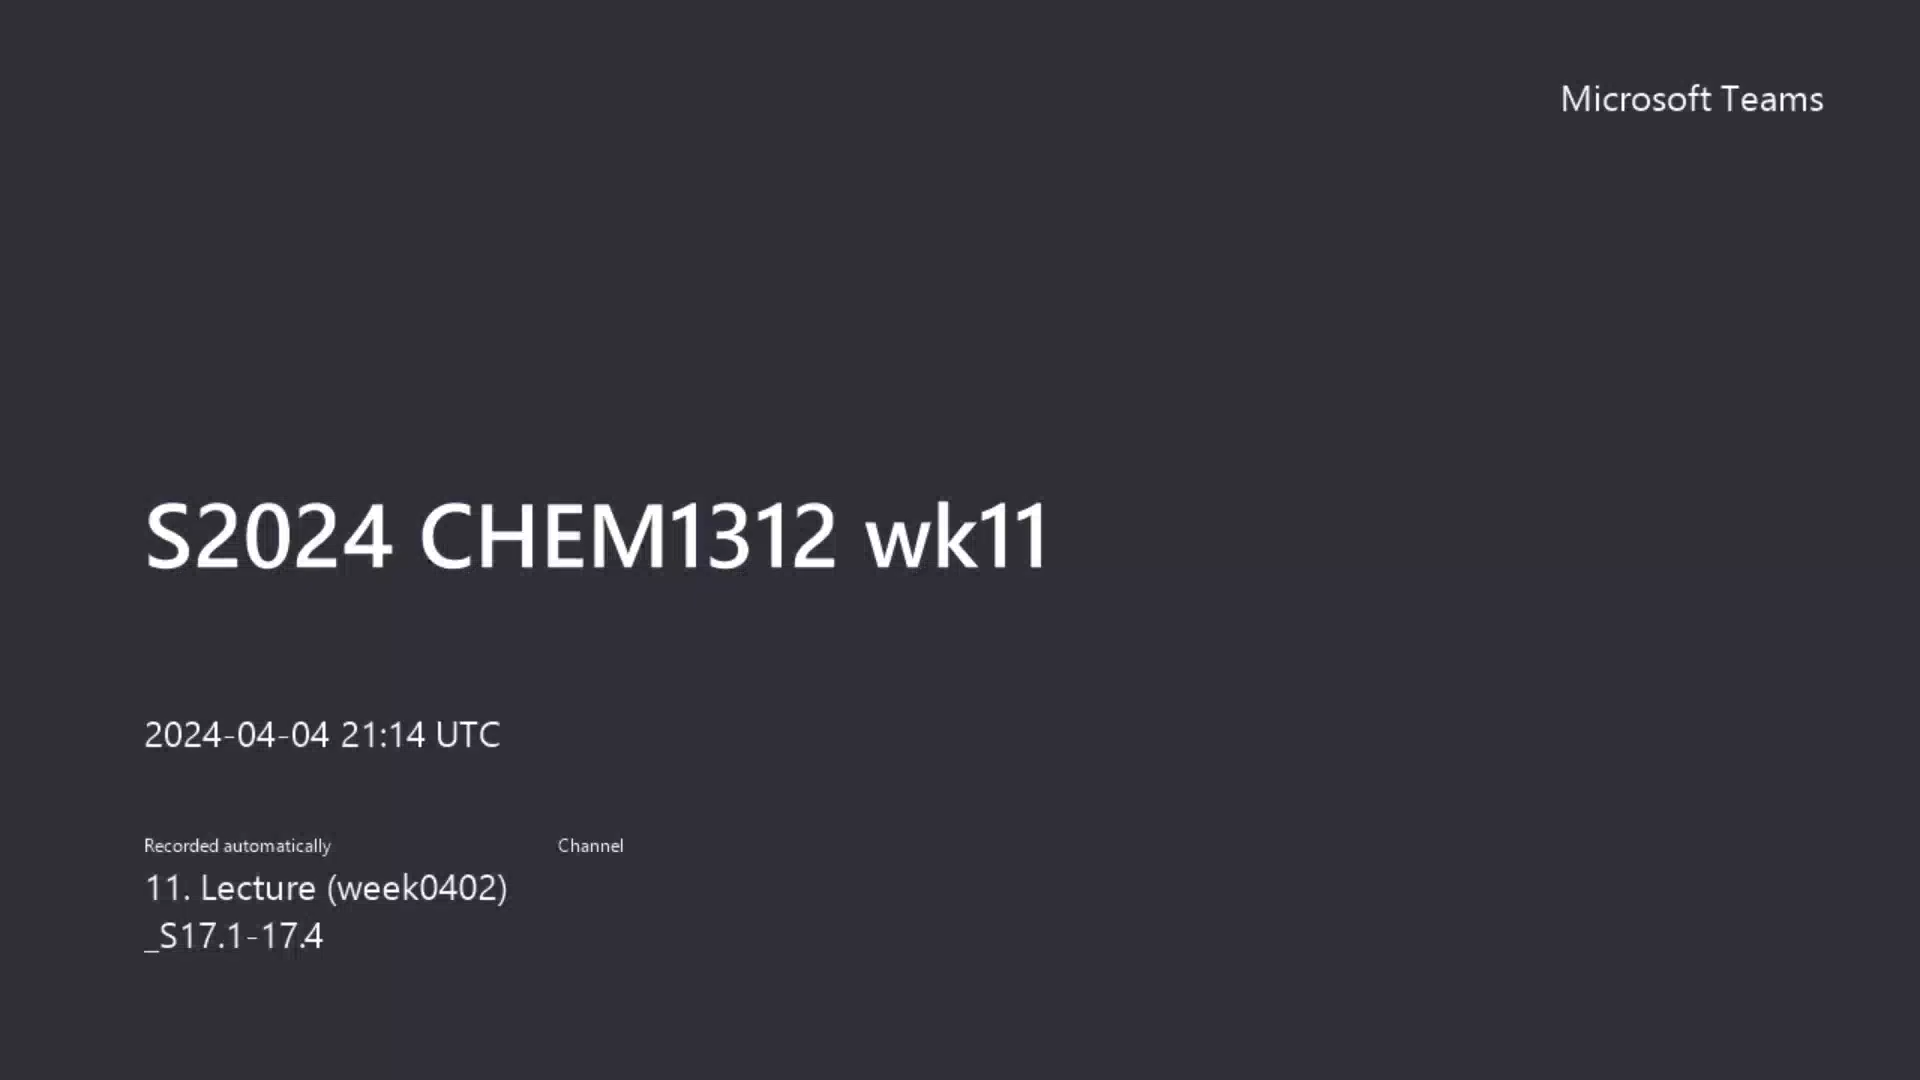 Microsoft Teams
S2024 CHEM1312 wk11
2024-04-04 21:14 UTC
Recorded automatically
Channel
11. Lecture (week0402)
_S17.1-17.4